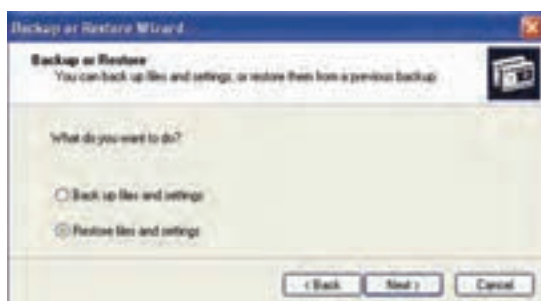 Backup or Restore Wizard
Backup or Restore
You can back up files and settings, or restore them from a previous backup.
What do you want to do?
Back up files and settings
Restore files and settings
< Back Next > Cancel